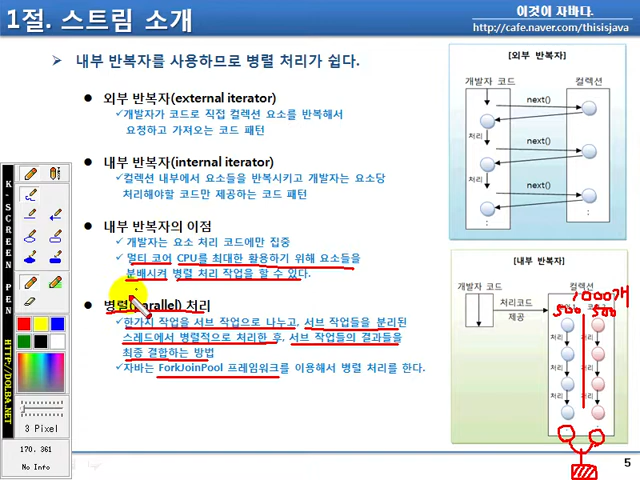 1절. 스트림 소개
이것이 자바다.
http://cafe.naver.com/thisisjava
➢ 내부 반복자를 사용하므로 병렬 처리가 쉽다.
● 외부 반복자(external iterator)
✓개발자가 코드로 직접 컬렉션 요소를 반복해서
요청하고 가져오는 코드 패턴
● 내부 반복자(internal iterator)
✓컬렉션 내부에서 요소들을 반복시키고 개발자는 요소당
처리해야할 코드만 제공하는 코드 패턴
● 내부 반복자의 이점
✓개발자는 요소 처리 코드에만 집중
✓멀티 코어 CPU를 최대한 활용하기 위해 요소들을
분배시켜 병렬 처리 작업을 할 수 있다.
● 병렬(parallel) 처리
✓한가지 작업을 서브 작업으로 나누고, 서브 작업들을 분리된
스레드에서 병렬적으로 처리한 후, 서브 작업들의 결과들을
최종 결합하는 방법
✓자바는 ForkJoinPool 프레임워크를 이용해서 병렬 처리를 한다.
[외부 반복자]
개발자 코드 컬렉션
next()
처리
next()
처리
next()
[내부 반복자]
개발자 코드 컬렉션
1000개
500 500
처리코드
제공
처리 처리
처리 처리
처리 처리
5
K-SCREEN PEN
HTTP://DOLBA.NET
3 Pixel
170. 361
No Info